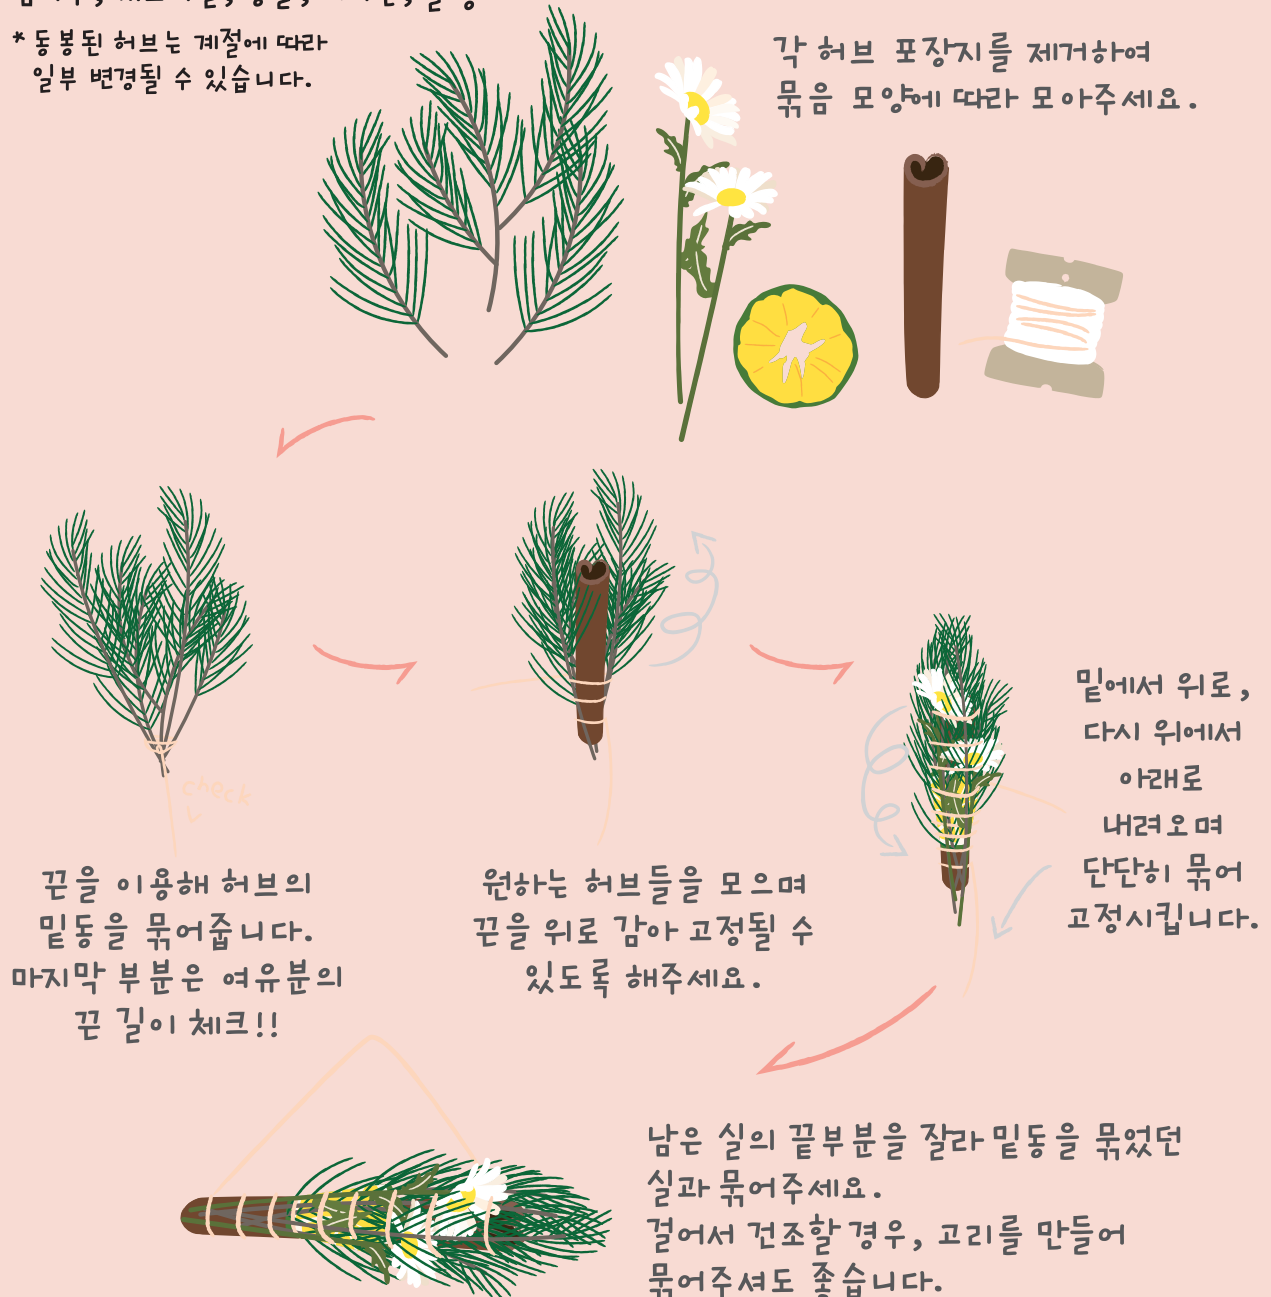 * 동봉된 허브는 계절에 따라
일부 변경될 수 있습니다.
각 허브 포장지를 제거하여
묶음 모양에 따라 모아주세요.
check
끈을 이용해 허브의
밑동을 묶어줍니다.
마지막 부분은 여유분의
끈 길이 체크!!
원하는 허브들을 모으며
끈을 위로 감아 고정될 수
있도록 해주세요.
밑에서 위로,
다시 위에서
아래로
내려오며
단단히 묶어
고정시킵니다.
남은 실의 끝부분을 잘라 밑동을 묶었던
실과 묶어주세요.
걸어서 건조할 경우, 고리를 만들어
묶어주셔도 좋습니다.